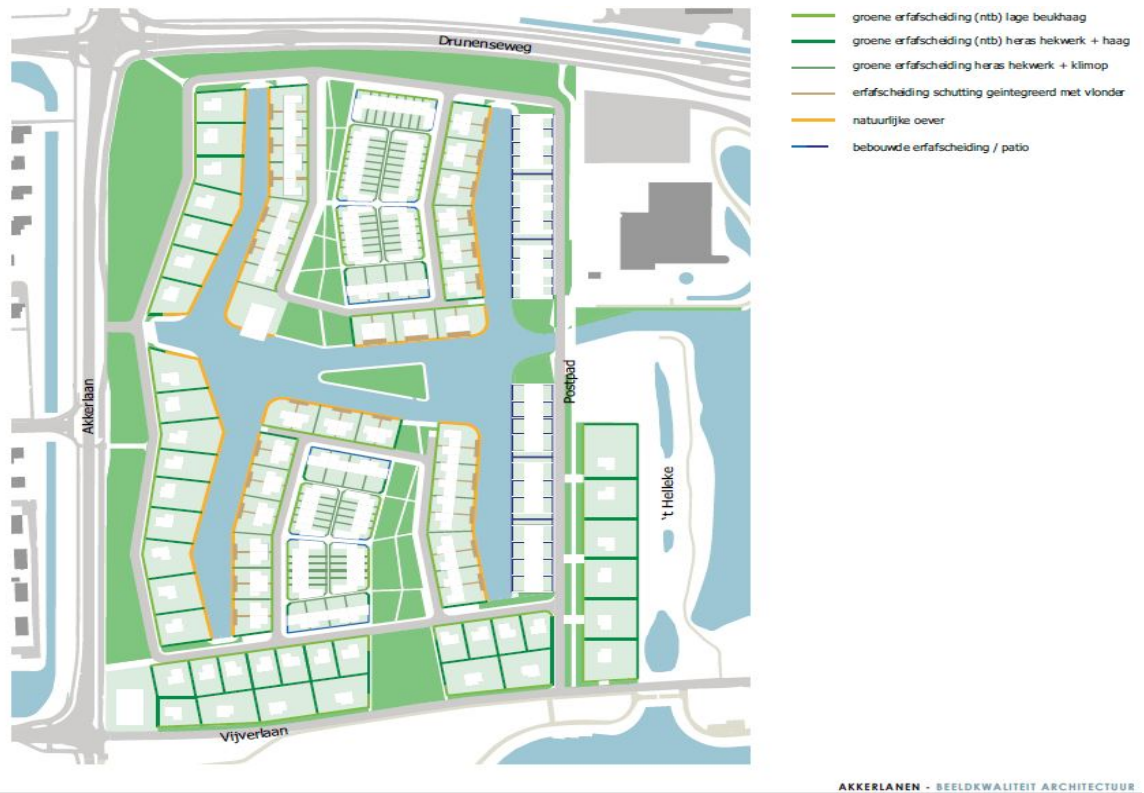 groene erfafscheiding (ntb) lage beukhaag
groene erfafscheiding (ntb) heras hekwerk + haag
groene erfafscheiding heras hekwerk + klimop
erfafscheiding schutting geintegreerd met vlonder
natuurlijke oever
bebouwde erfafscheiding / patio
Drunenseweg
Akkerlaan
Postpad
't Helleke
Vijverlaan
AKKERLANEN - BEELDKWALITEIT ARCHITECTUUR